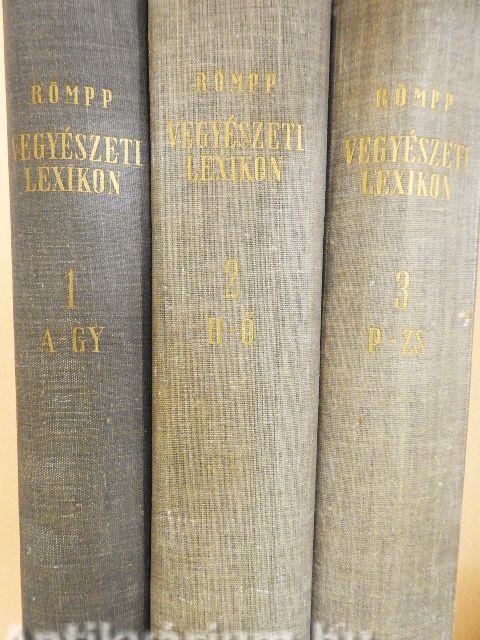 RÖMPP
VEGYÉSZETI
LEXIKON
1
A-GY
RÖMPP
VEGYÉSZETI
LEXIKON
2
H-Ő
RÖMPP
VEGYÉSZETI
LEXIKON
3
P-ZS